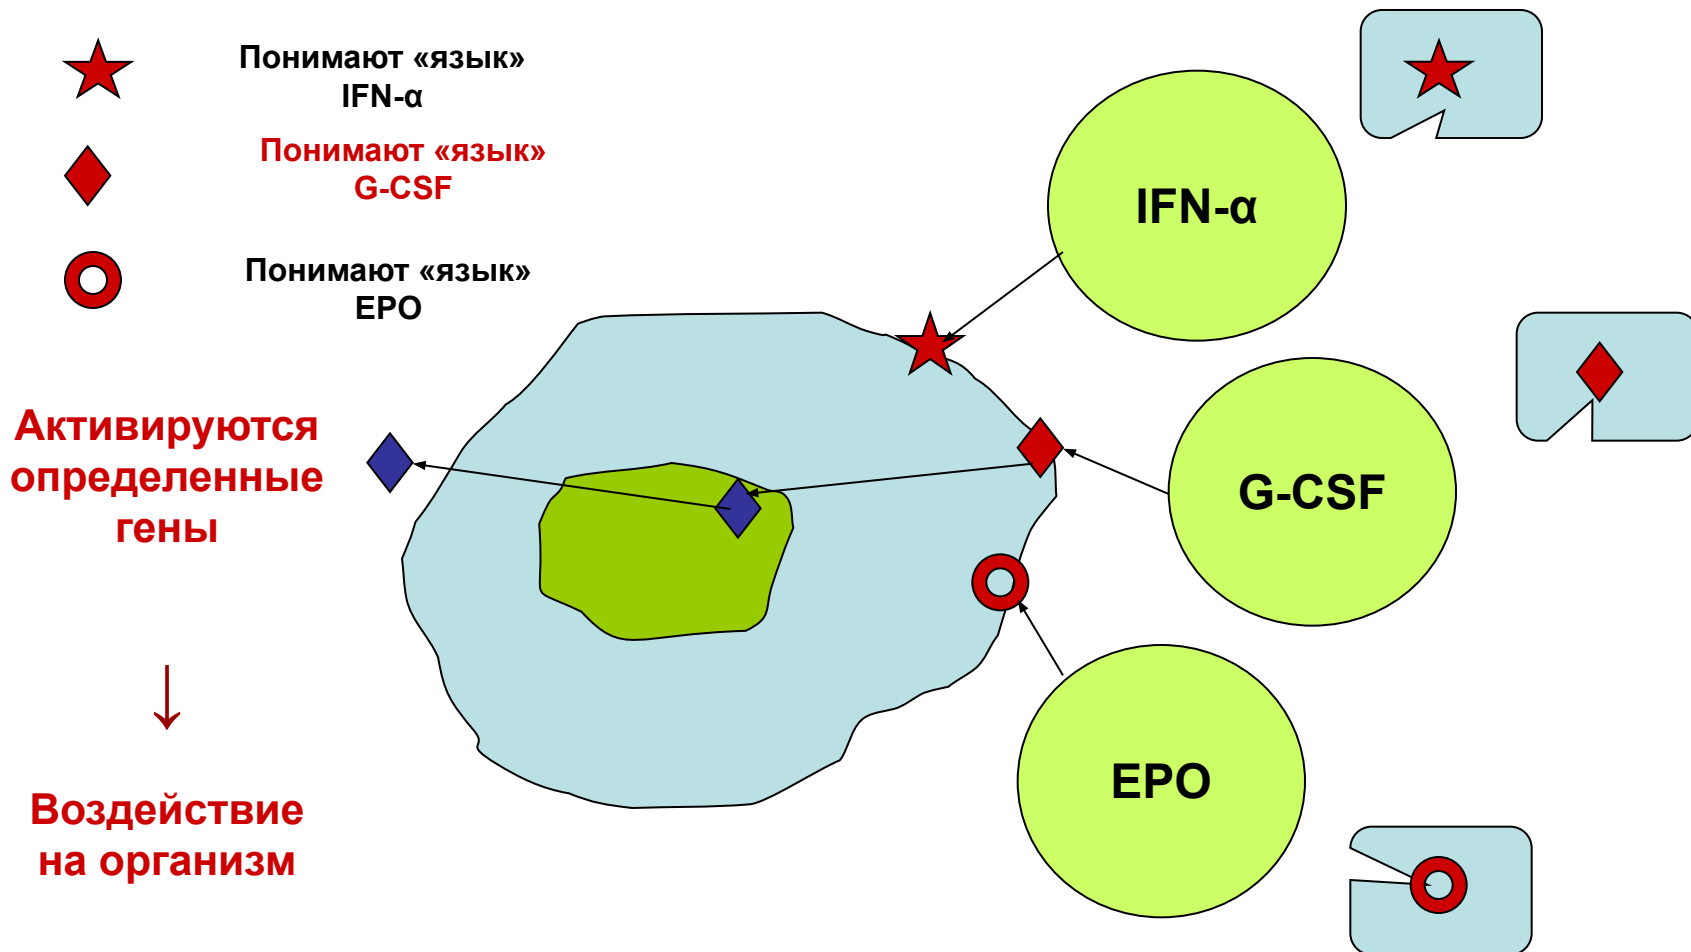 Понимают «язык»
IFN-α
Понимают «язык»
G-CSF
Понимают «язык»
EPO
Активируются
определенные
гены
Воздействие
на организм
IFN-α
G-CSF
EPO